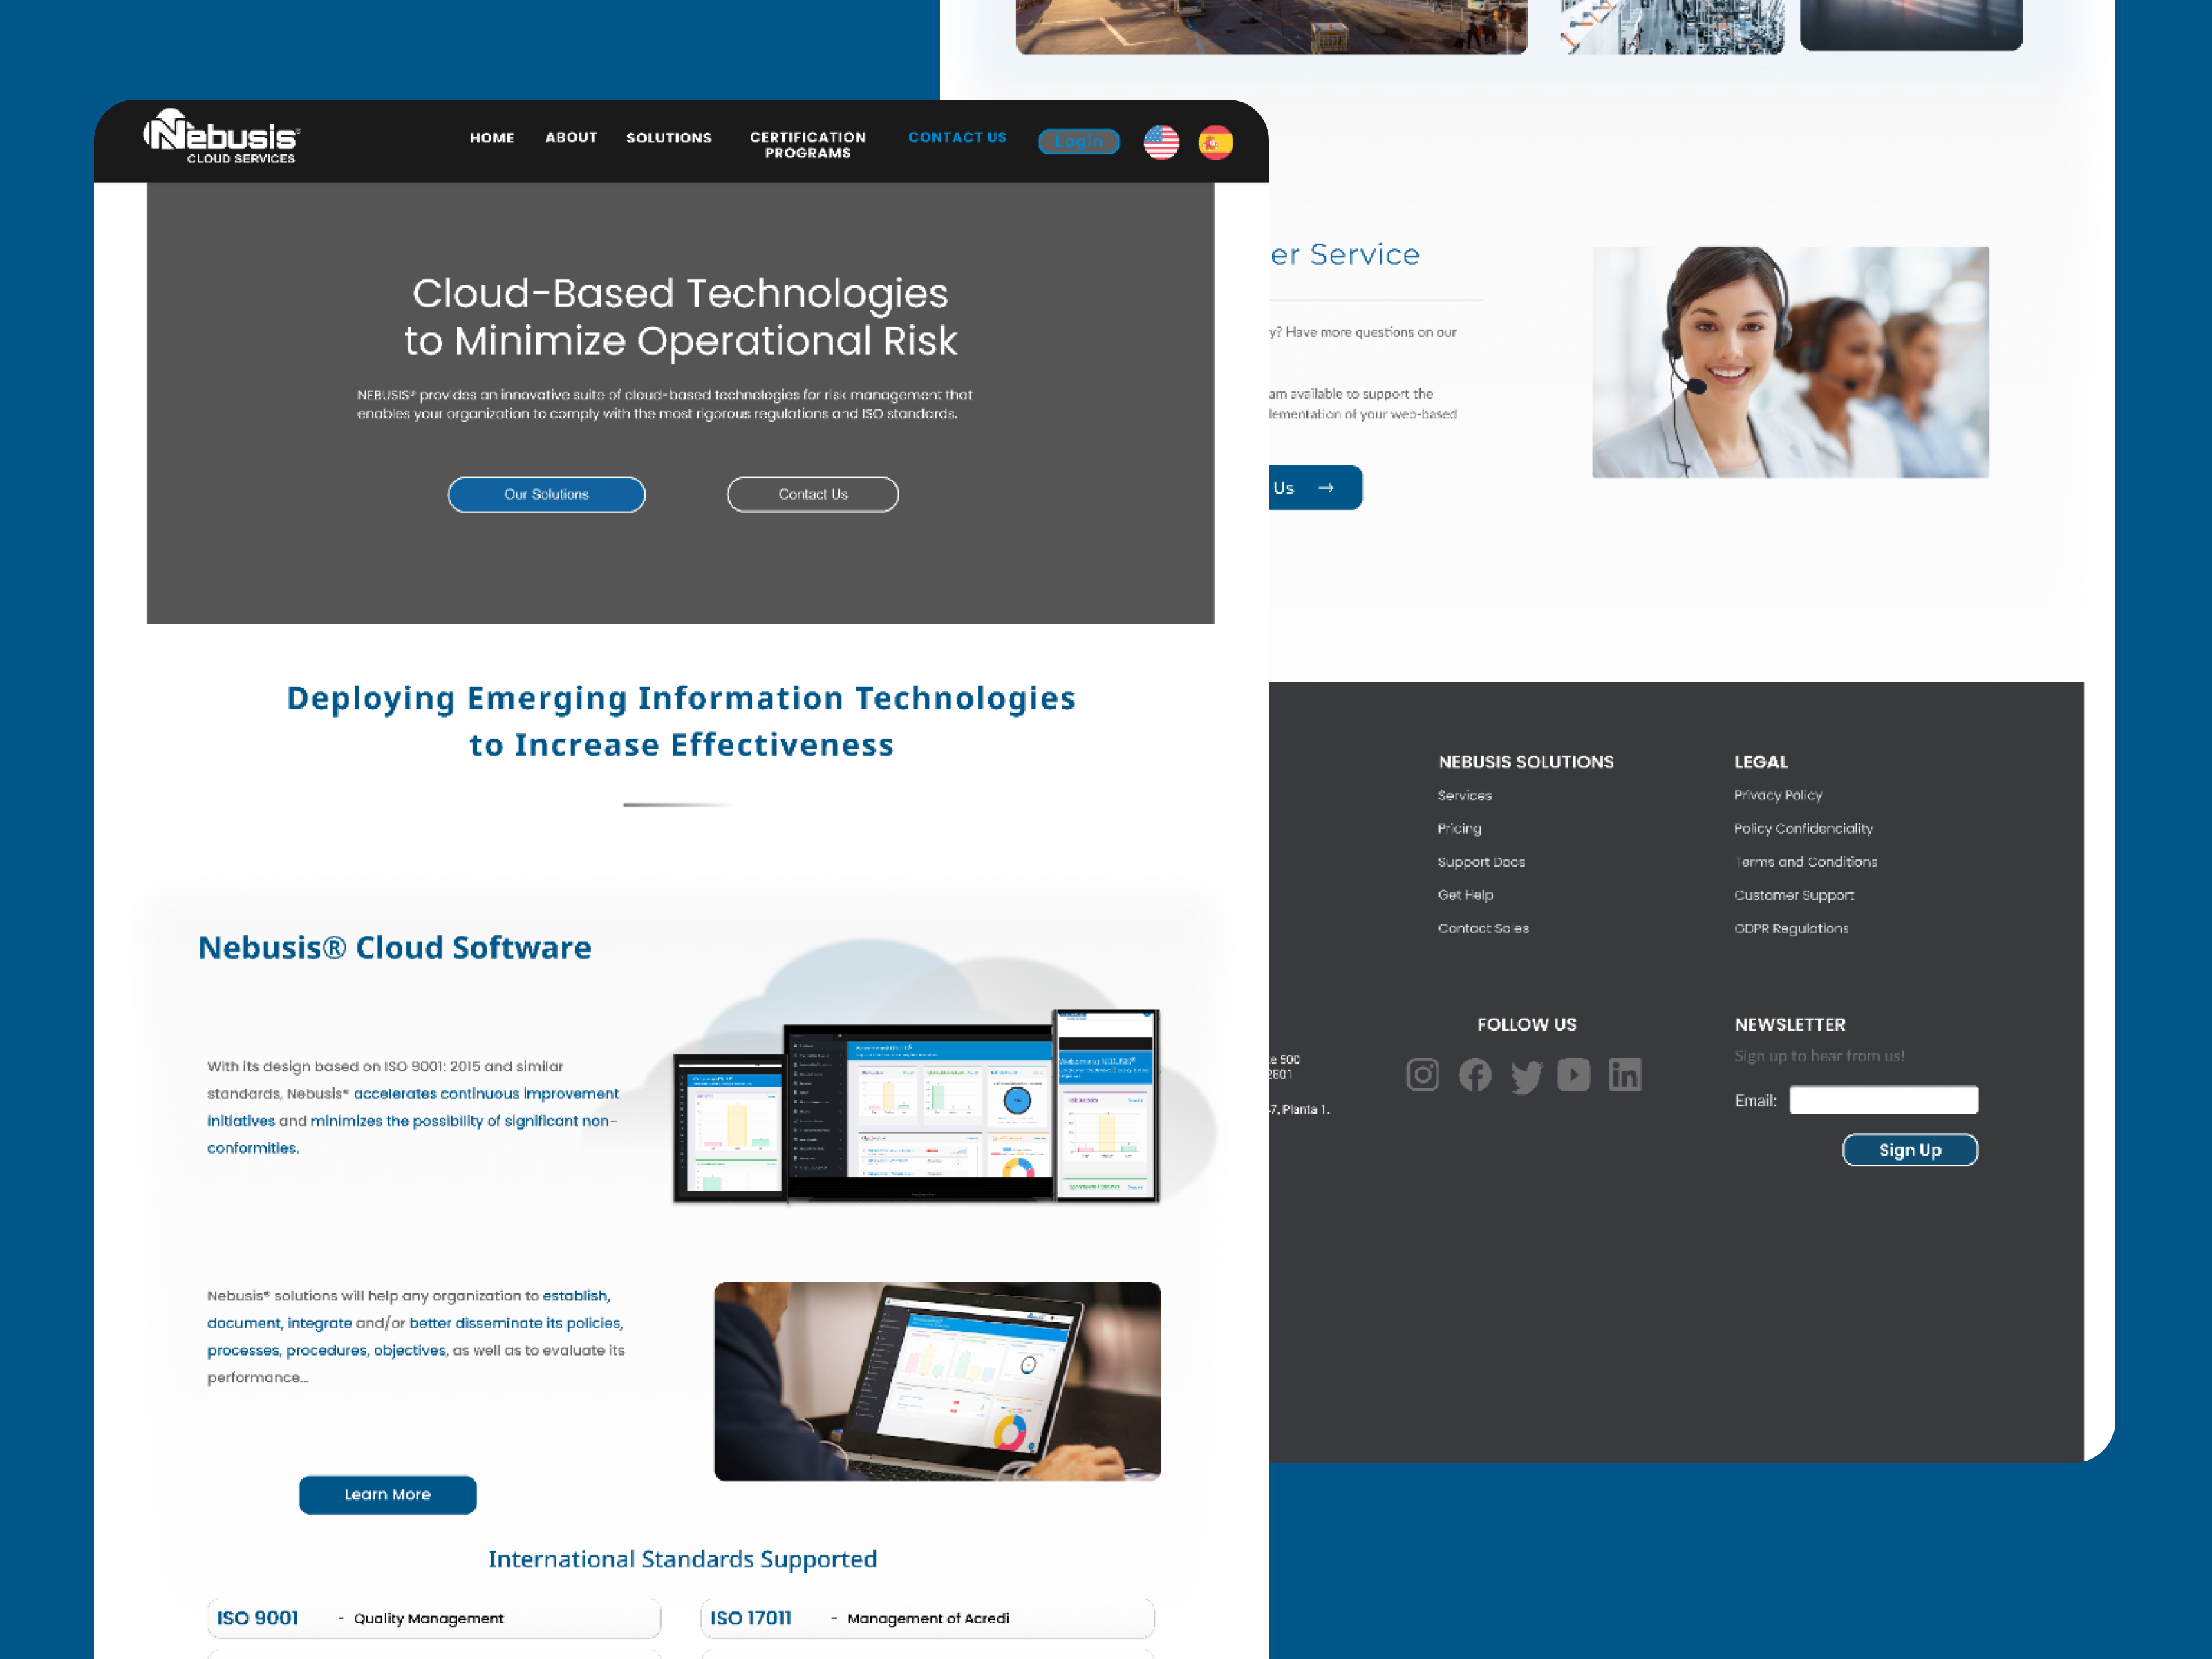 Nebusis®
CLOUD SERVICES
HOME
ABOUT
SOLUTIONS
CERTIFICATION
PROGRAMS
CONTACT US
Login
Cloud-Based Technologies
to Minimize Operational Risk
NEBUSIS® provides an innovative suite of cloud-based technologies for risk management that
enables your organization to comply with the most rigorous regulations and ISO standards.
Our Solutions
Contact Us
Deploying Emerging Information Technologies
to Increase Effectiveness
Nebusis® Cloud Software
With its design based on ISO 9001: 2015 and similar
standards, Nebusis® accelerates continuous improvement
initiatives and minimizes the possibility of significant non-
conformities.
Nebusis® solutions will help any organization to establish,
document, integrate and/or better disseminate its policies,
processes, procedures, objectives, as well as to evaluate its
performance...
Learn More
International Standards Supported
ISO 9001 - Quality Management
ISO 17011 - Management of Acredi
er Service
y? Have more questions on our
am available to support the
lementation of your web-based
Us →
NEBUSIS SOLUTIONS
Services
Pricing
Support Docs
Get Help
Contact Sales
LEGAL
Privacy Policy
Policy Confidenciality
Terms and Conditions
Customer Support
GDPR Regulations
e 500
2801
7, Planta 1.
FOLLOW US
NEWSLETTER
Sign up to hear from us!
Email:
Sign Up